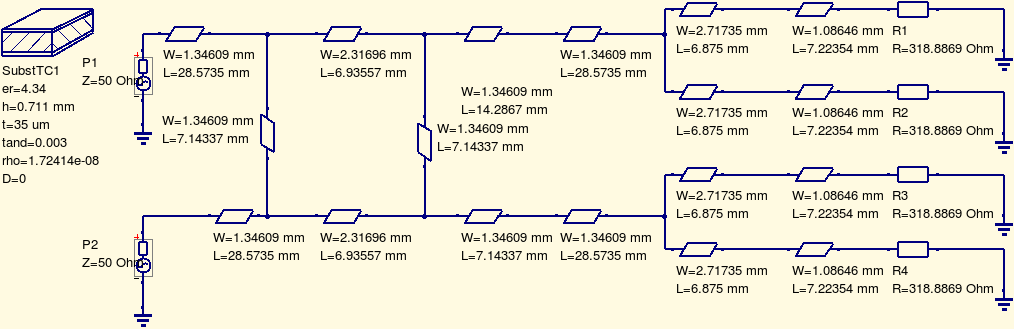 SubstTC1
er=4.34
h=0.711 mm
t=35 um
tand=0.003
rho=1.72414e-08
D=0
P1
Z=50 Ohm
W=1.34609 mm
L=28.5735 mm
W=2.31696 mm
L=6.93557 mm
W=1.34609 mm
L=14.2867 mm
W=1.34609 mm
L=28.5735 mm
W=2.71735 mm
L=6.875 mm
W=1.08646 mm
L=7.22354 mm
R1
R=318.8869 Ohm
W=1.34609 mm
L=7.14337 mm
W=1.34609 mm
L=7.14337 mm
W=2.71735 mm
L=6.875 mm
W=1.08646 mm
L=7.22354 mm
R2
R=318.8869 Ohm
W=2.71735 mm
L=6.875 mm
W=1.08646 mm
L=7.22354 mm
R3
R=318.8869 Ohm
P2
Z=50 Ohm
W=1.34609 mm
L=28.5735 mm
W=2.31696 mm
L=6.93557 mm
W=1.34609 mm
L=7.14337 mm
W=1.34609 mm
L=28.5735 mm
W=2.71735 mm
L=6.875 mm
W=1.08646 mm
L=7.22354 mm
R4
R=318.8869 Ohm